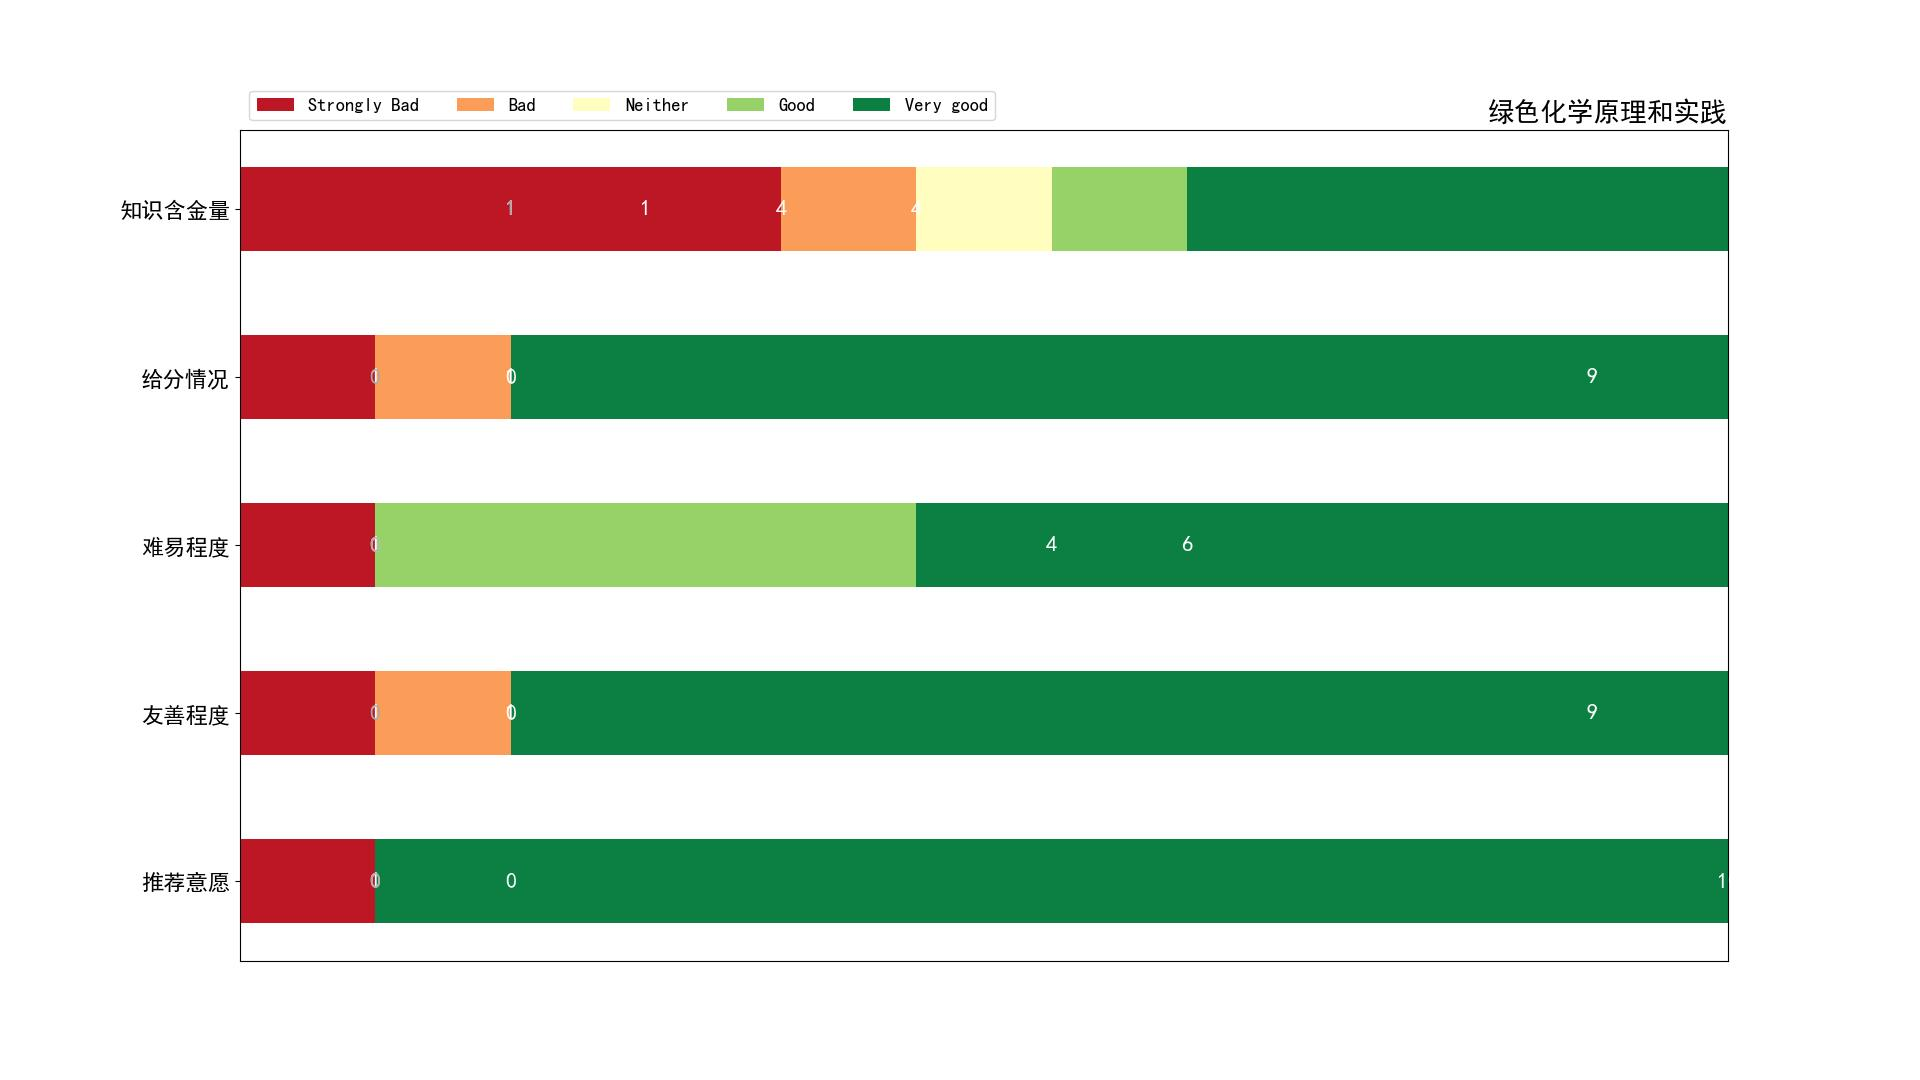 Strongly Bad Bad Neither Good Very good
绿色化学原理和实践
知识含金量 1 1 4 4
给分情况 0 0 9
难易程度 0 4 6
友善程度 0 0 9
推荐意愿 0 0 1